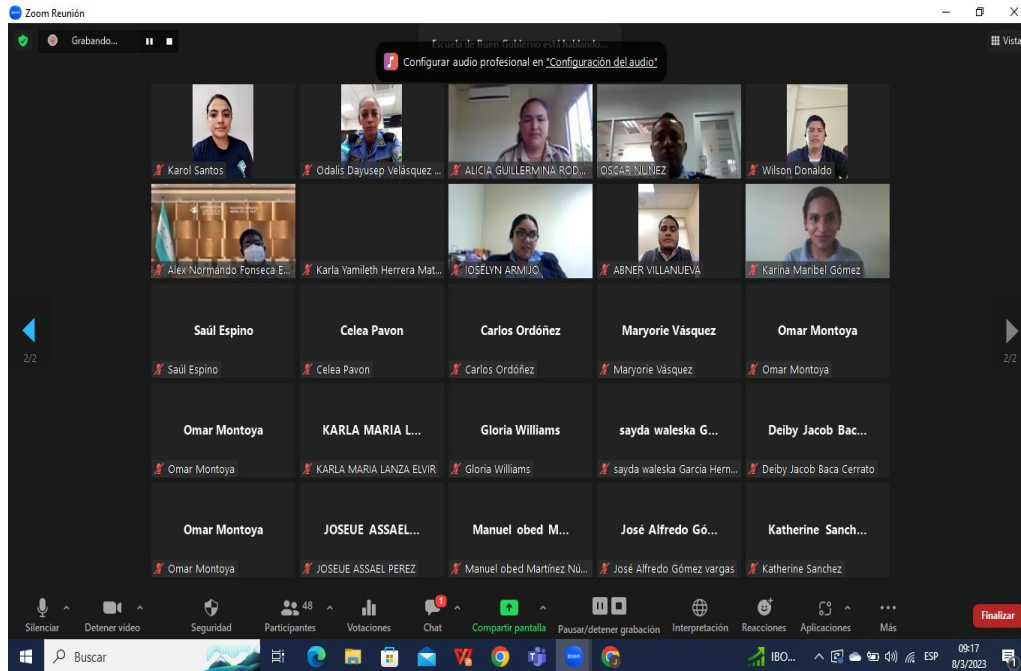 Zoom Reunión
Grabando...
Escuela de Buen Gobierno está hablando...
Vista
Configurar audio profesional en "Configuración del audio"
Karol Santos
Odalis Dayusep Velásquez ...
ALICIA GUILLERMINA ROD...
OSCAR NUÑEZ
Wilson Donaldo
Alex Normando Fonseca E...
Karla Yamileth Herrera Mat...
IOSELYN ARMIJO
ABNER VILLANUEVA
Karina Maribel Gómez
2/2
2/2
Saúl Espino
Celea Pavon
Carlos Ordóñez
Maryorie Vásquez
Omar Montoya
Saúl Espino
Celea Pavon
Carlos Ordóñez
Maryorie Vásquez
Omar Montoya
Omar Montoya
KARLA MARIA L...
Gloria Williams
sayda waleska G...
Deiby Jacob Bac...
Omar Montoya
KARLA MARIA LANZA ELVIR
Gloria Williams
sayda waleska Garcia Hern...
Deiby Jacob Baca Cerrato
Omar Montoya
JOSEUE ASSAEL...
Manuel obed M...
José Alfredo Gó...
Katherine Sanch...
Omar Montoya
JOSEUE ASSAEL PEREZ
Manuel obed Martínez Nú...
José Alfredo Gómez vargas
Katherine Sanchez
48
1
Silenciar
Detener video
Seguridad
Participantes
Votaciones
Chat
Compartir pantalla
Pausar/detener grabación
Interpretación
Reacciones
Aplicaciones
Más
Finalizar
Buscar
zoom
IBO...
ESP
09:17
8/3/2023
1